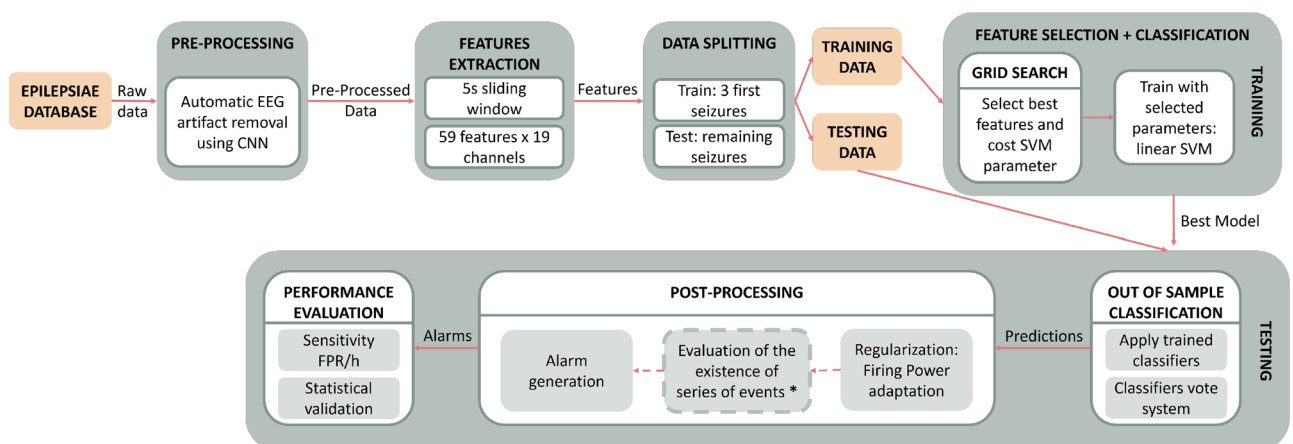 EPILEPSIAE
DATABASE
Raw
data
PRE-PROCESSING
Automatic EEG
artifact removal
using CNN
Pre-Processed
Data
FEATURES
EXTRACTION
5s sliding
window
59 features x 19
channels
Features
DATA SPLITTING
Train: 3 first
seizures
Test: remaining
seizures
TRAINING
DATA
TESTING
DATA
FEATURE SELECTION + CLASSIFICATION
GRID SEARCH
Select best
features and
cost SVM
parameter
Train with
selected
parameters:
linear SVM
TRAINING
Best Model
TESTING
OUT OF SAMPLE
CLASSIFICATION
Apply trained
classifiers
Classifiers vote
system
Predictions
POST-PROCESSING
Regularization:
Firing Power
adaptation
Evaluation of the
existence of
series of events *
Alarm
generation
Alarms
PERFORMANCE
EVALUATION
Sensitivity
FPR/h
Statistical
validation